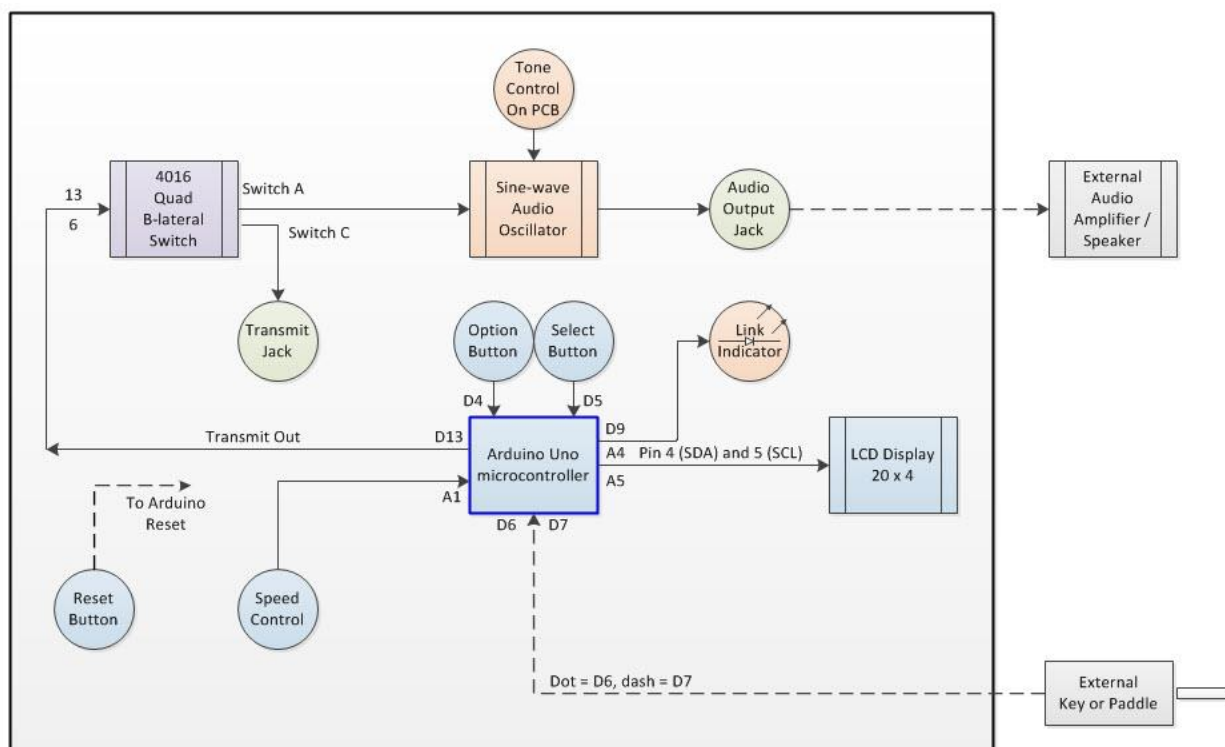 Tone
Control
On PCB
13
6
4016
Quad
B-lateral
Switch
Switch A
Switch C
Sine-wave
Audio
Oscillator
Audio
Output
Jack
External
Audio
Amplifier /
Speaker
Transmit
Jack
Option
Button
Select
Button
Link
Indicator
D4
D5
Transmit Out
D13
Arduino Uno
microcontroller
D9
A4
Pin 4 (SDA) and 5 (SCL)
A5
LCD Display
20 x 4
A1
D6
D7
To Arduino
Reset
Reset
Button
Speed
Control
Dot = D6, dash = D7
External
Key or Paddle